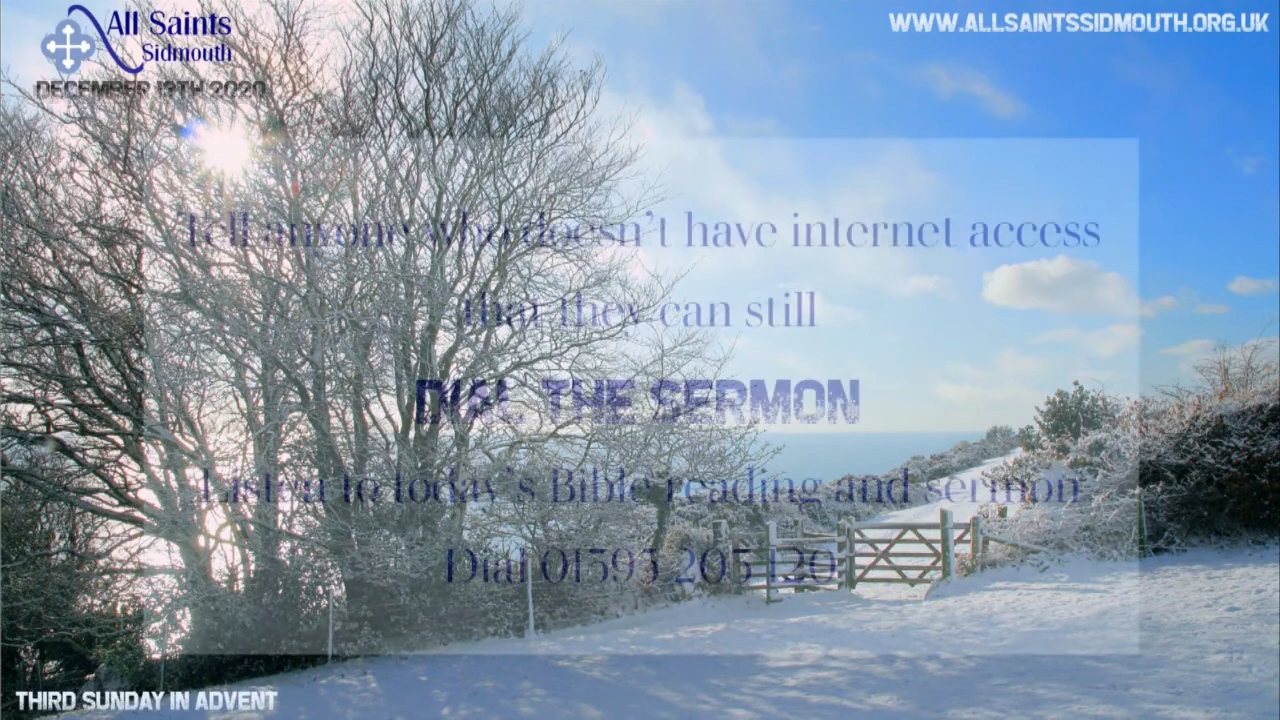 All Saints
Sidmouth
DECEMBER 13TH 2020
WWW.ALLSAINTSSIDMOUTH.ORG.UK
Tell anyone who doesn't have internet access
that they can still
DIAL THE SERMON
Listen to today's Bible reading and sermon
Dial 01395 205 120
THIRD SUNDAY IN ADVENT